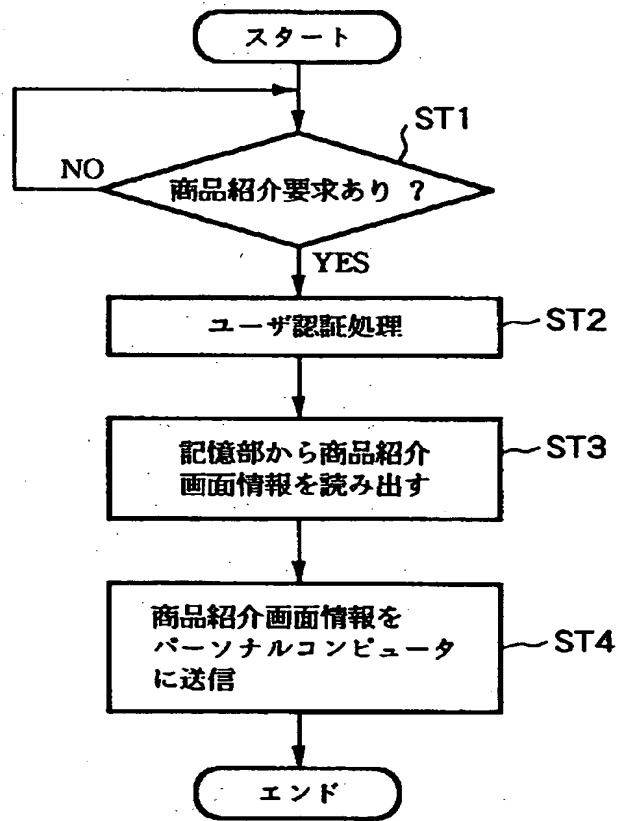 スタート
ST1
NO
商品紹介要求あり ?
YES
ユーザ認証処理
ST2
記憶部から商品紹介
画面情報を読み出す
ST3
商品紹介画面情報を
パーソナルコンピュータ
に送信
ST4
エンド